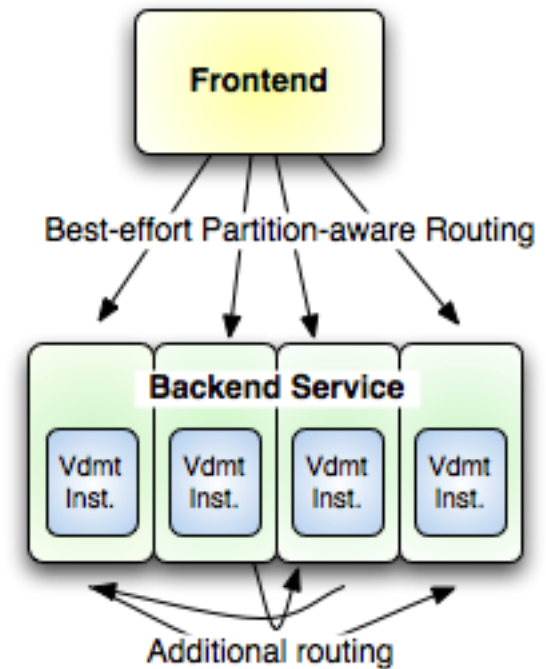 Frontend
Best-effort Partition-aware Routing
Backend Service
Vdmt
Inst.
Vdmt
Inst.
Vdmt
Inst.
Vdmt
Inst.
Additional routing